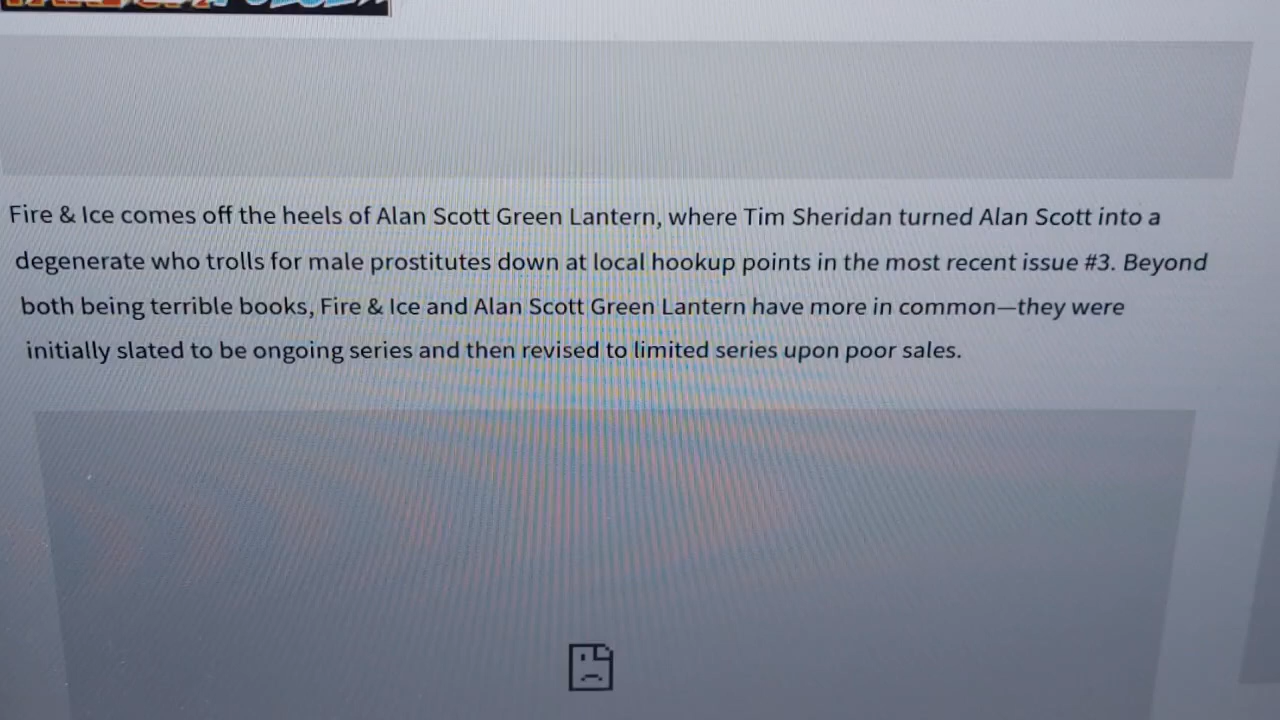 Fire & Ice comes off the heels of Alan Scott Green Lantern, where Tim Sheridan turned Alan Scott into a
degenerate who trolls for male prostitutes down at local hookup points in the most recent issue #3. Beyond
both being terrible books, Fire & Ice and Alan Scott Green Lantern have more in common—they were
initially slated to be ongoing series and then revised to limited series upon poor sales.